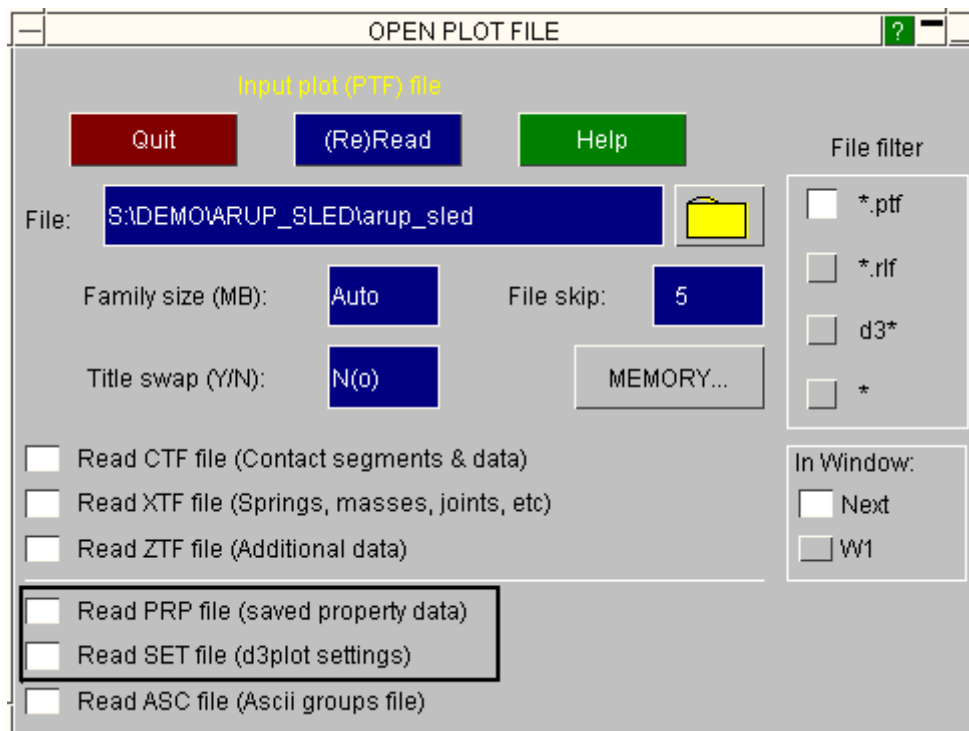 OPEN PLOT FILE
?
Input plot (PTF) file
Quit
(Re)Read
Help
File filter
File:
S:\DEMO\ARUP_SLED\arup_sled
*.ptf
*.rlf
Family size (MB):
Auto
File skip:
5
d3*
Title swap (Y/N):
N(o)
MEMORY...
*
Read CTF file (Contact segments & data)
Read XTF file (Springs, masses, joints, etc)
Read ZTF file (Additional data)
In Window:
Next
W1
Read PRP file (saved property data)
Read SET file (d3plot settings)
Read ASC file (Ascii groups file)